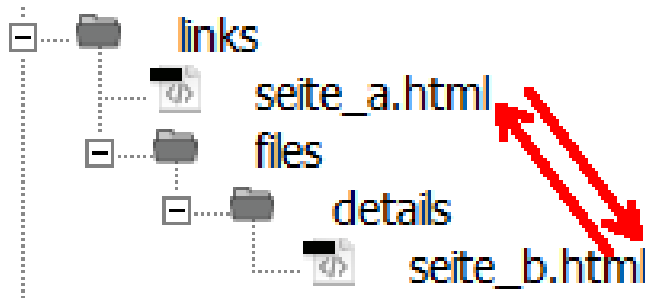 links
seite_a.html
files
details
seite_b.html